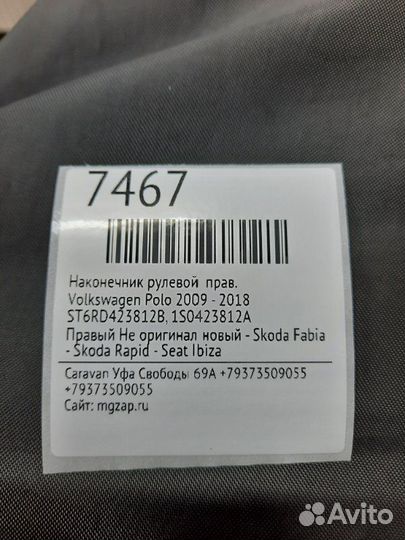 7467
Наконечник рулевой прав.
Volkswagen Polo 2009 - 2018
ST6RD423812B, 1S0423812A
Правый Не оригинал новый - Skoda Fabia
- Skoda Rapid - Seat Ibiza
Caravan Уфа Свободы 69А +79373509055
+79373509055
Сайт: mgzap.ru
Avito